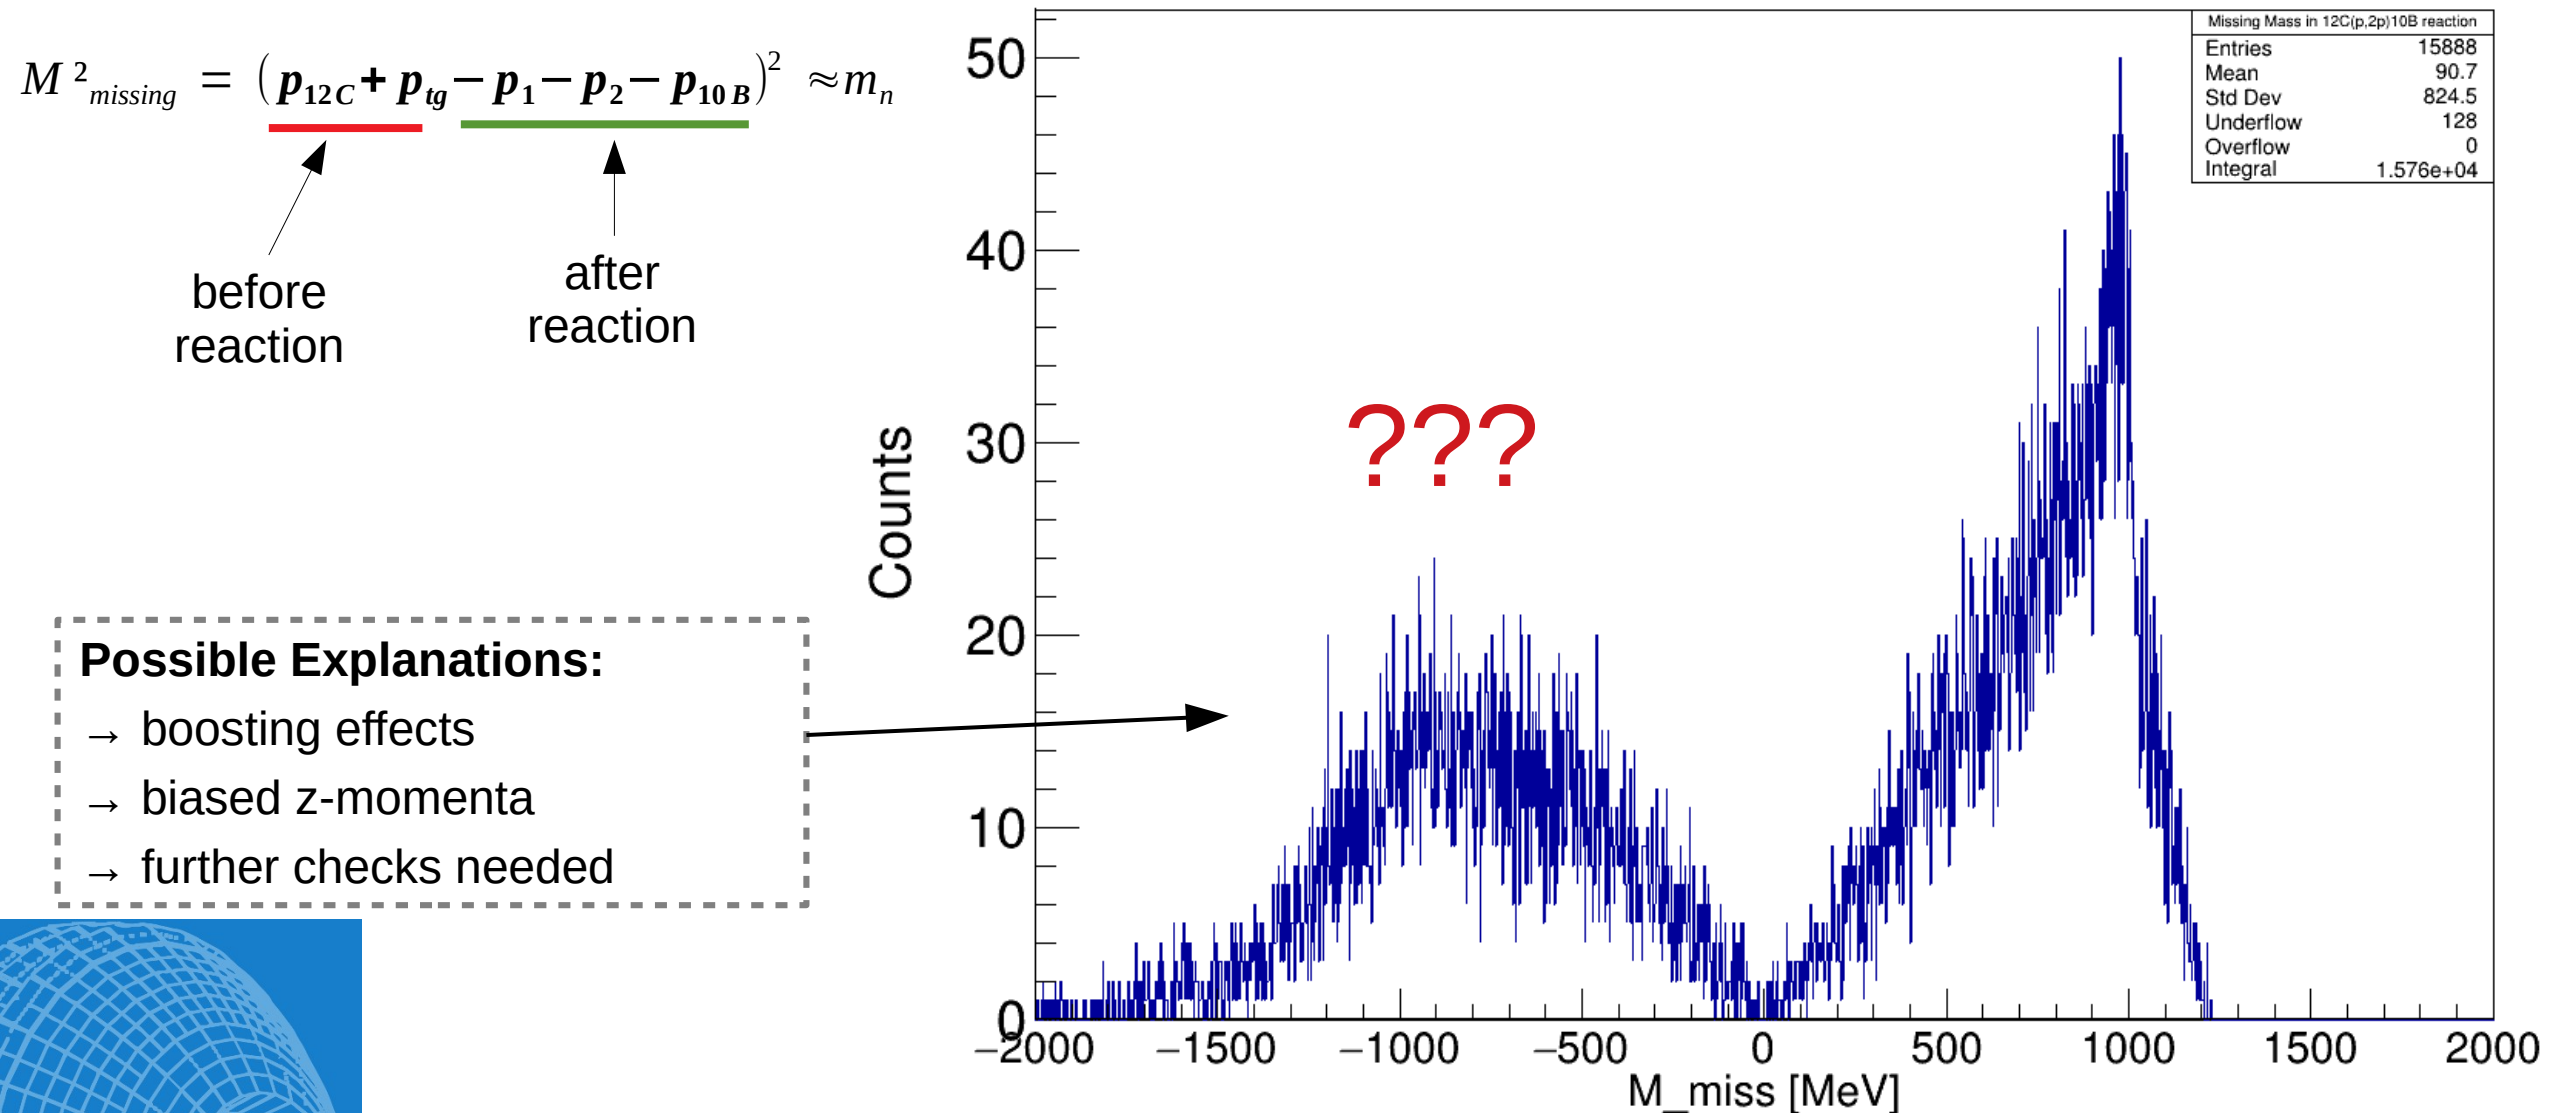 M²missing = (p12C + ptg − p1 − p2 − p10B)² ≈ mn
before
reaction
after
reaction
Possible Explanations:
→ boosting effects
→ biased z-momenta
→ further checks needed
Missing Mass in 12C(p,2p)10B reaction
Entries 15888
Mean 90.7
Std Dev 824.5
Underflow 128
Overflow 0
Integral 1.576e+04
???
Counts
50
40
30
20
10
0
−2000 −1500 −1000 −500 0 500 1000 1500 2000
M_miss [MeV]